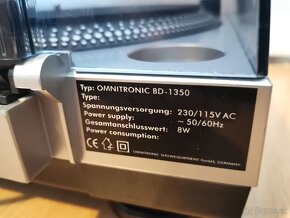 Typ: OMNITRONIC BD-1350
Type:
Spannungsversorgung: 230/115V AC
Power supply: ~ 50/60Hz
Gesamtanschlusswert: 8W
Power consumption:
OMNITRONIC SHOWEQUIPMENT GmbH, GERMANY